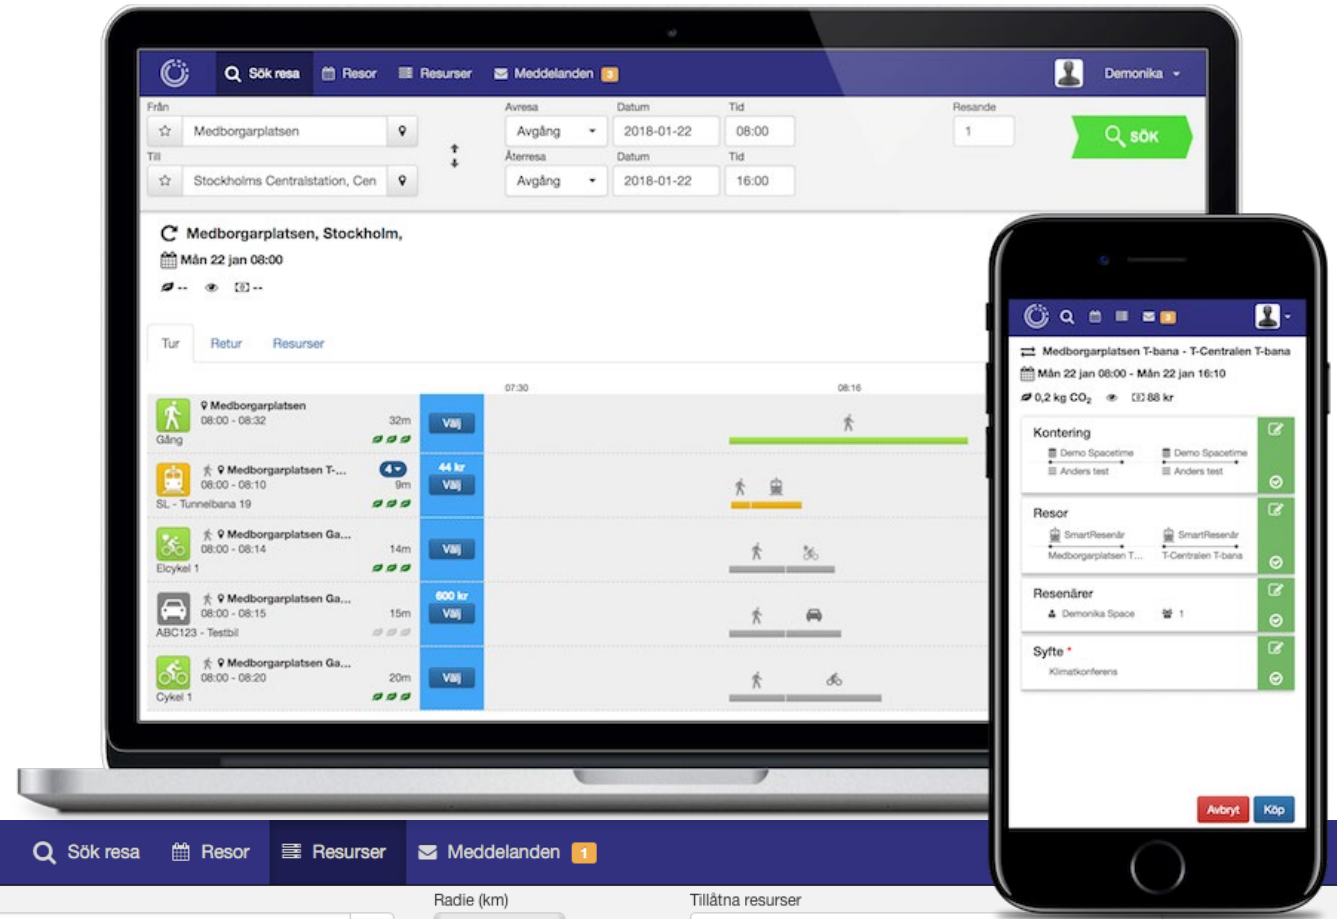 Sök resa Resor Resurser Meddelanden 3 Demonika
Från Avresa Datum Tid Resande
Medborgarplatsen Avgång 2018-01-22 08:00 1 SÖK
Till Återresa Datum Tid
Stockholms Centralstation, Cen Avgång 2018-01-22 16:00
Medborgarplatsen, Stockholm,
Mån 22 jan 08:00
-- --
Tur Retur Resurser
07:30 08:16
Medborgarplatsen
08:00 - 08:32 32m Välj
Gång
Medborgarplatsen T-... 4 44 kr
08:00 - 08:10 9m Välj
SL - Tunnelbana 19
Medborgarplatsen Ga...
08:00 - 08:14 14m Välj
Elcykel 1
Medborgarplatsen Ga... 600 kr
08:00 - 08:15 15m Välj
ABC123 - Testbil
Medborgarplatsen Ga...
08:00 - 08:20 20m Välj
Cykel 1
3
Medborgarplatsen T-bana - T-Centralen T-bana
Mån 22 jan 08:00 - Mån 22 jan 16:10
0,2 kg CO₂ 88 kr
Kontering
Demo Spacetime Demo Spacetime
Anders test Anders test
Resor
SmartResenär SmartResenär
Medborgarplatsen T... T-Centralen T-bana
Resenärer
Demonika Space 1
Syfte *
Klimatkonferens
Avbryt Köp
Sök resa Resor Resurser Meddelanden 1
Radie (km) Tillåtna resurser